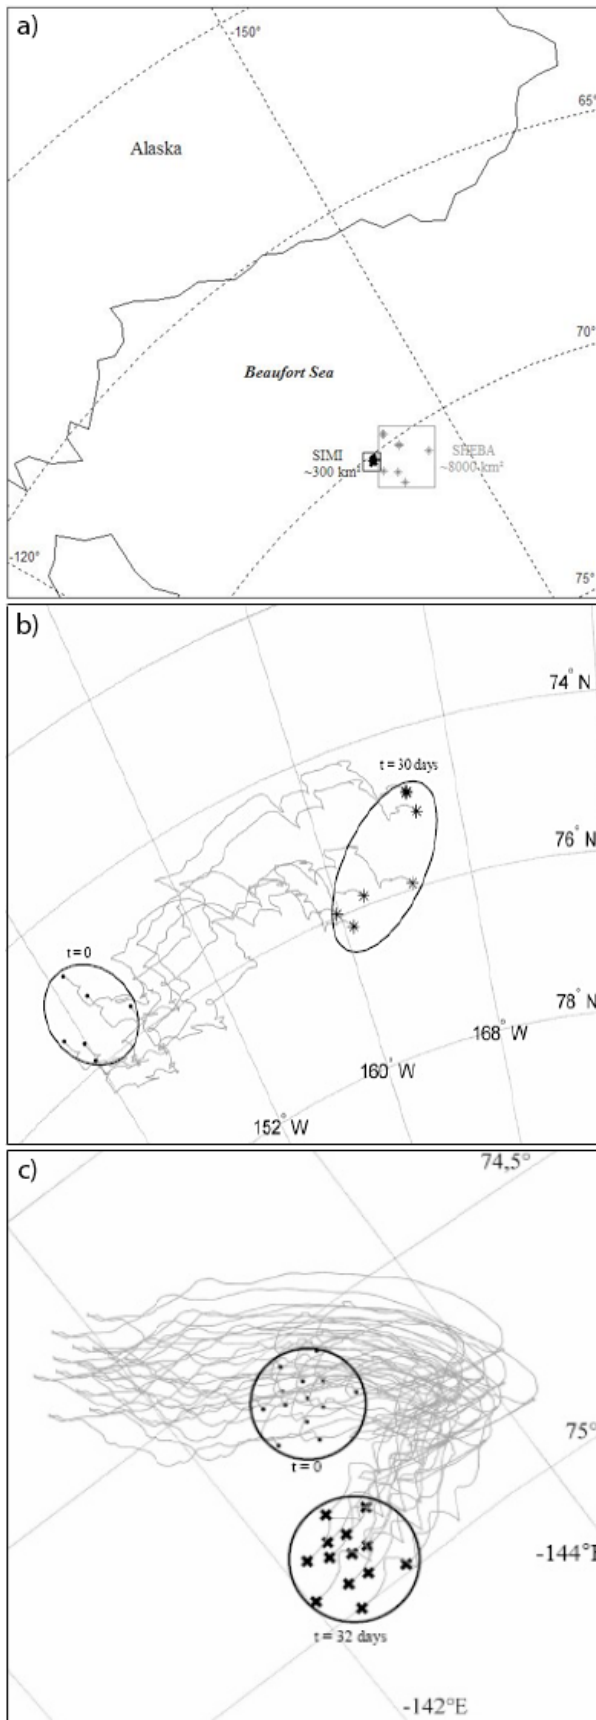 a)
-150°
65°
Alaska
70°
Beaufort Sea
SIMI
~300 km²
SHEBA
~8000 km²
-120°
75°
b)
74° N
t = 30 days
76° N
t = 0
78° N
168° W
160° W
152° W
c)
74,5°
t = 0
75°
-144°E
t = 32 days
-142°E